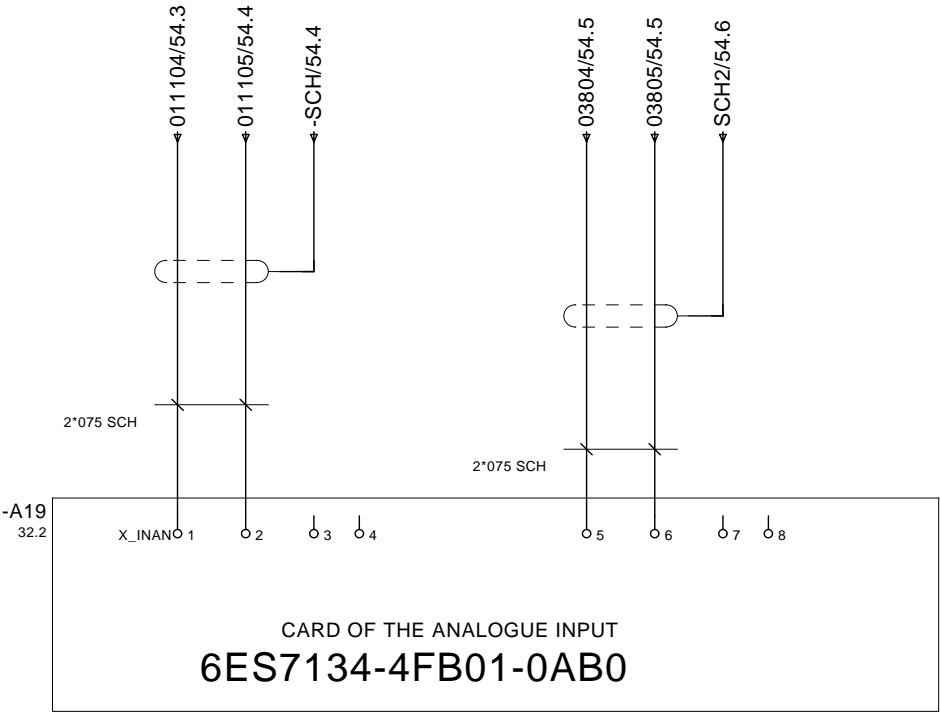 011104/54.3
011105/54.4
-SCH/54.4
03804/54.5
03805/54.5
SCH2/54.6
2*075 SCH
2*075 SCH
-A19
32.2
X_INAN 1 2 3 4 5 6 7 8
CARD OF THE ANALOGUE INPUT
6ES7134-4FB01-0AB0